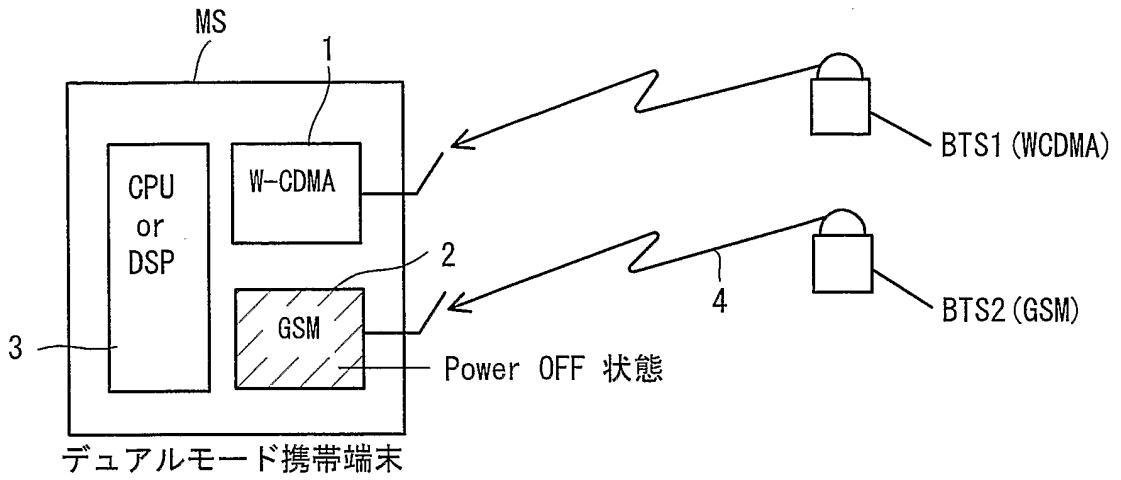 MS
1
CPU
or
DSP
W-CDMA
BTS1(WCDMA)
2
GSM
4
BTS2(GSM)
3
Power OFF 状態
デュアルモード携帯端末